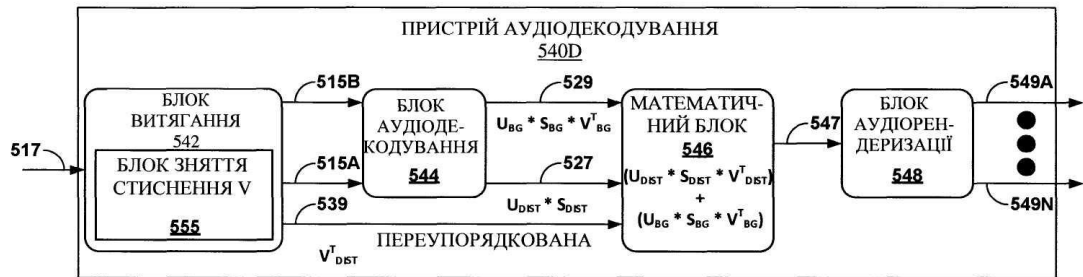 ПРИСТРІЙ АУДІОДЕКОДУВАННЯ
540D
517
БЛОК
ВИТЯГАННЯ
542
БЛОК ЗНЯТТЯ
СТИСНЕННЯ V
555
515B
515A
539
V^T_DIST
ПЕРЕУПОРЯДКОВАНА
БЛОК
АУДІОДЕ-
КОДУВАННЯ
544
529
U_BG * S_BG * V^T_BG
527
U_DIST * S_DIST
МАТЕМАТИЧ-
НИЙ БЛОК
546
(U_DIST * S_DIST * V^T_DIST)
+
(U_BG * S_BG * V^T_BG)
547
БЛОК
АУДІОРЕН-
ДЕРИЗАЦІЇ
548
549A
549N